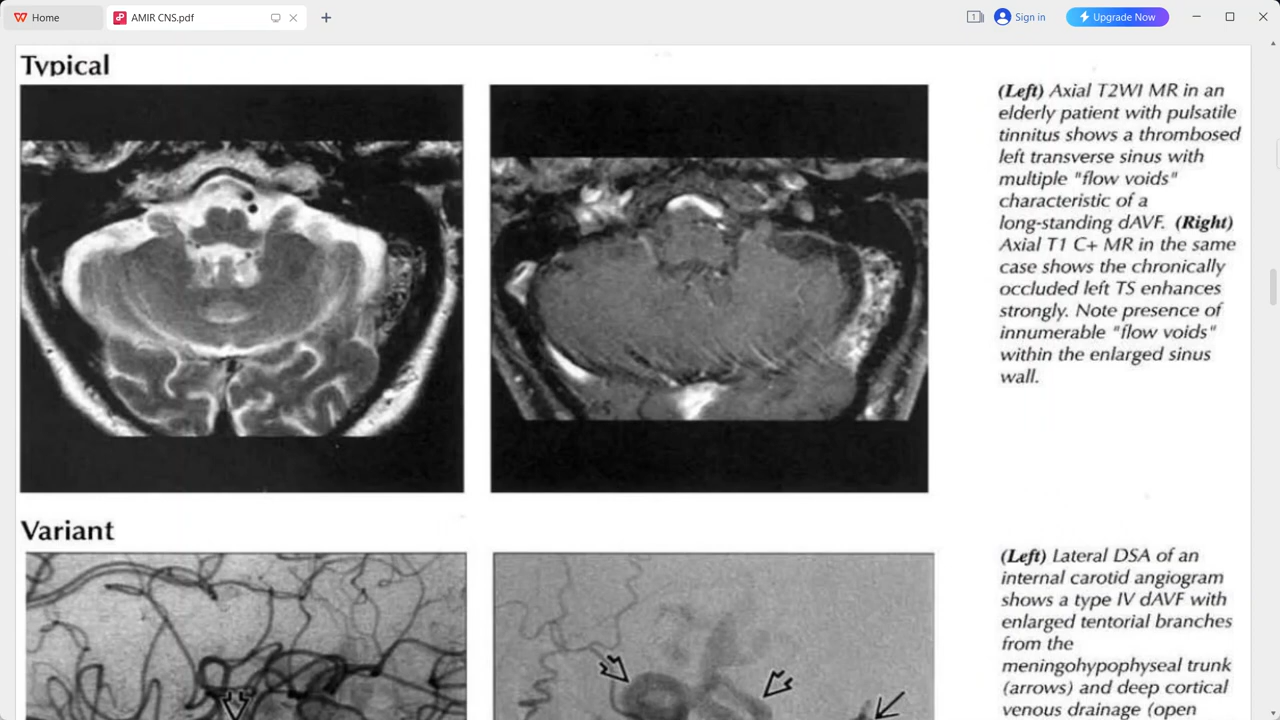 Home
AMIR CNS.pdf
1
Sign in
Upgrade Now
Typical
(Left) Axial T2WI MR in an
elderly patient with pulsatile
tinnitus shows a thrombosed
left transverse sinus with
multiple "flow voids"
characteristic of a
long-standing dAVF. (Right)
Axial T1 C+ MR in the same
case shows the chronically
occluded left TS enhances
strongly. Note presence of
innumerable "flow voids"
within the enlarged sinus
wall.
Variant
(Left) Lateral DSA of an
internal carotid angiogram
shows a type IV dAVF with
enlarged tentorial branches
from the
meningohypophyseal trunk
(arrows) and deep cortical
venous drainage (open